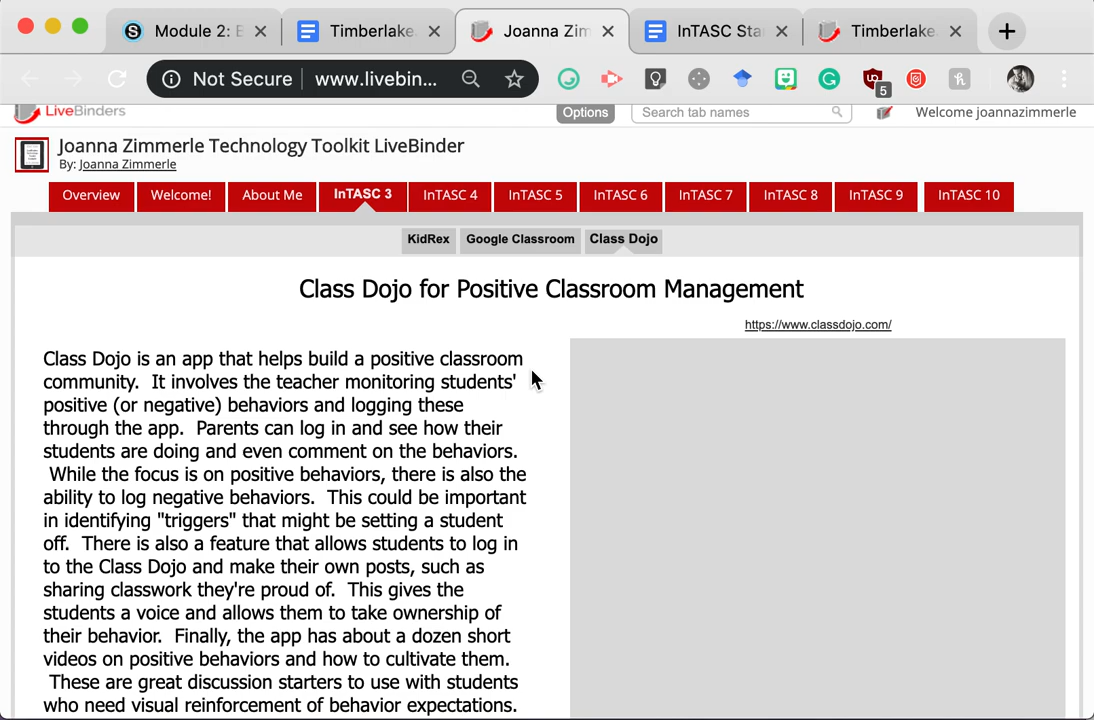 Module 2:
Timberlake
Joanna Zim
InTASC Sta
Timberlake
Not Secure
www.livebin...
5
LiveBinders
Options
Search tab names
Welcome joannazimmerle
Joanna Zimmerle Technology Toolkit LiveBinder
By: Joanna Zimmerle
Overview
Welcome!
About Me
InTASC 3
InTASC 4
InTASC 5
InTASC 6
InTASC 7
InTASC 8
InTASC 9
InTASC 10
KidRex
Google Classroom
Class Dojo
Class Dojo for Positive Classroom Management
https://www.classdojo.com/
Class Dojo is an app that helps build a positive classroom
community. It involves the teacher monitoring students'
positive (or negative) behaviors and logging these
through the app. Parents can log in and see how their
students are doing and even comment on the behaviors.
While the focus is on positive behaviors, there is also the
ability to log negative behaviors. This could be important
in identifying "triggers" that might be setting a student
off. There is also a feature that allows students to log in
to the Class Dojo and make their own posts, such as
sharing classwork they're proud of. This gives the
students a voice and allows them to take ownership of
their behavior. Finally, the app has about a dozen short
videos on positive behaviors and how to cultivate them.
These are great discussion starters to use with students
who need visual reinforcement of behavior expectations.